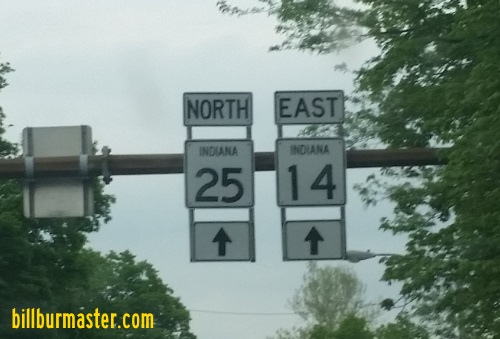 NORTH EAST
INDIANA INDIANA
25 14
billburmaster.com